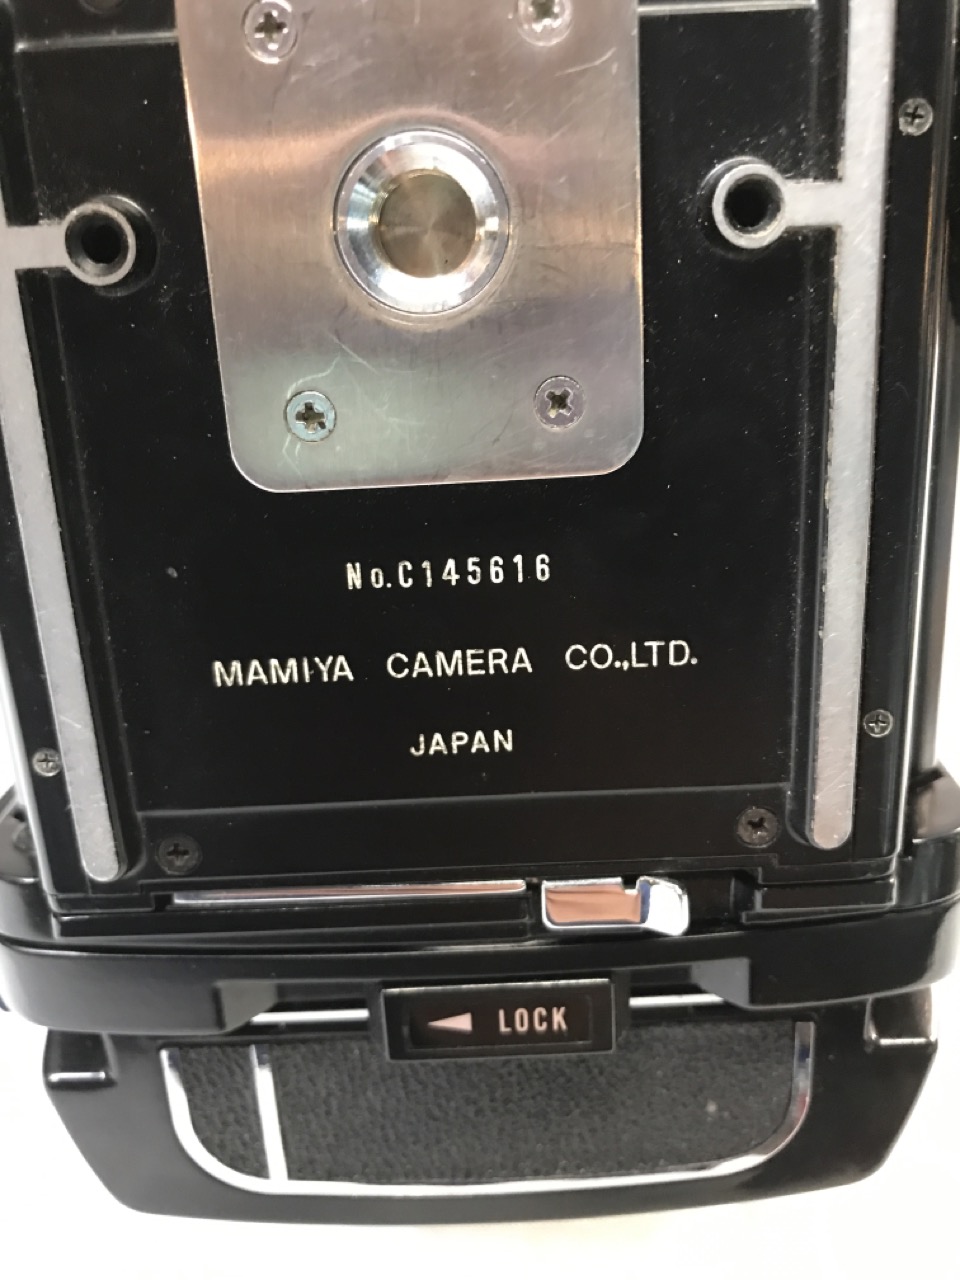 No.C145616
MAMIYA CAMERA CO.,LTD.
JAPAN
LOCK